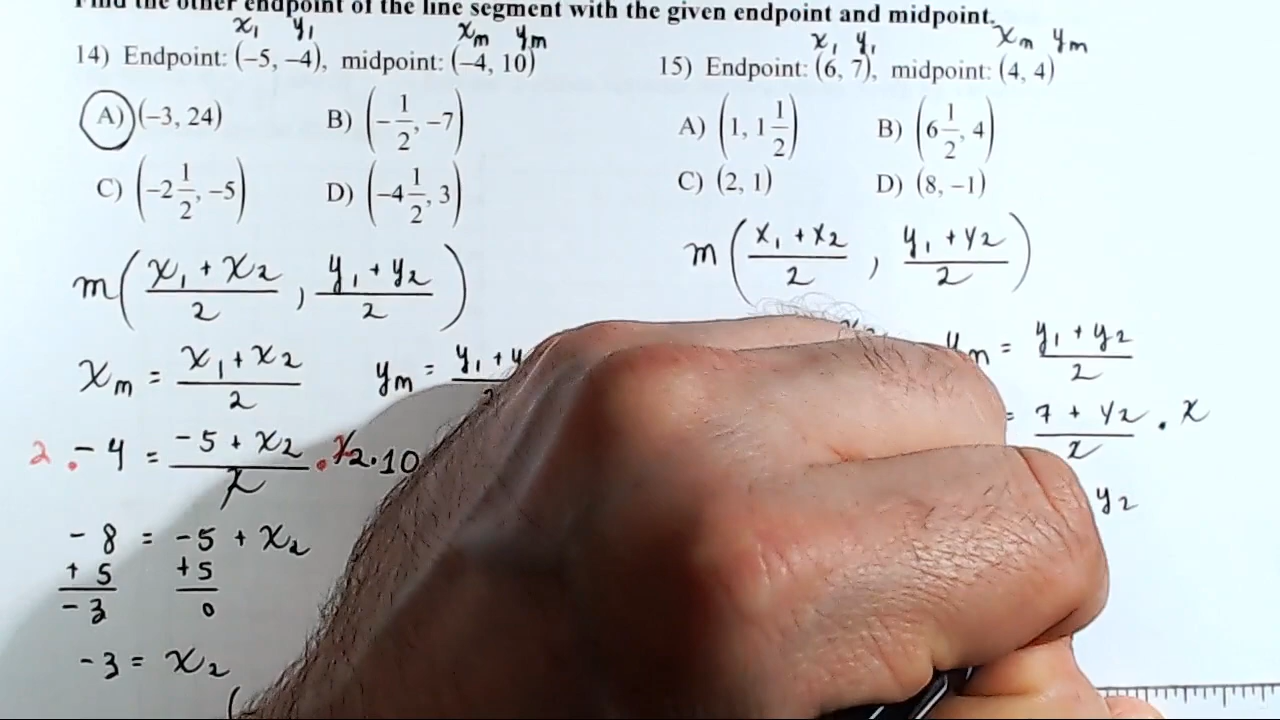 Find the other endpoint of the line segment with the given endpoint and midpoint.
x₁ y₁ xₘ yₘ
14) Endpoint: (−5, −4), midpoint: (−4, 10)
A) (−3, 24) B) (−1/2, −7)
C) (−2 1/2, −5) D) (−4 1/2, 3)
m( (x₁ + x₂)/2 , (y₁ + y₂)/2 )
xₘ = (x₁ + x₂)/2 yₘ = y₁ + y
2 · −4 = (−5 + x₂)/2 · 2 2·10
−8 = −5 + x₂
+5 +5
−3 0
−3 = x₂
(
x₁ y₁ xₘ yₘ
15) Endpoint: (6, 7), midpoint: (4, 4)
A) (1, 1 1/2) B) (6 1/2, 4)
C) (2, 1) D) (8, −1)
m( (x₁ + x₂)/2 , (y₁ + y₂)/2 )
yₘ = (y₁ + y₂)/2
= (7 + y₂)/2 · 2
y₂